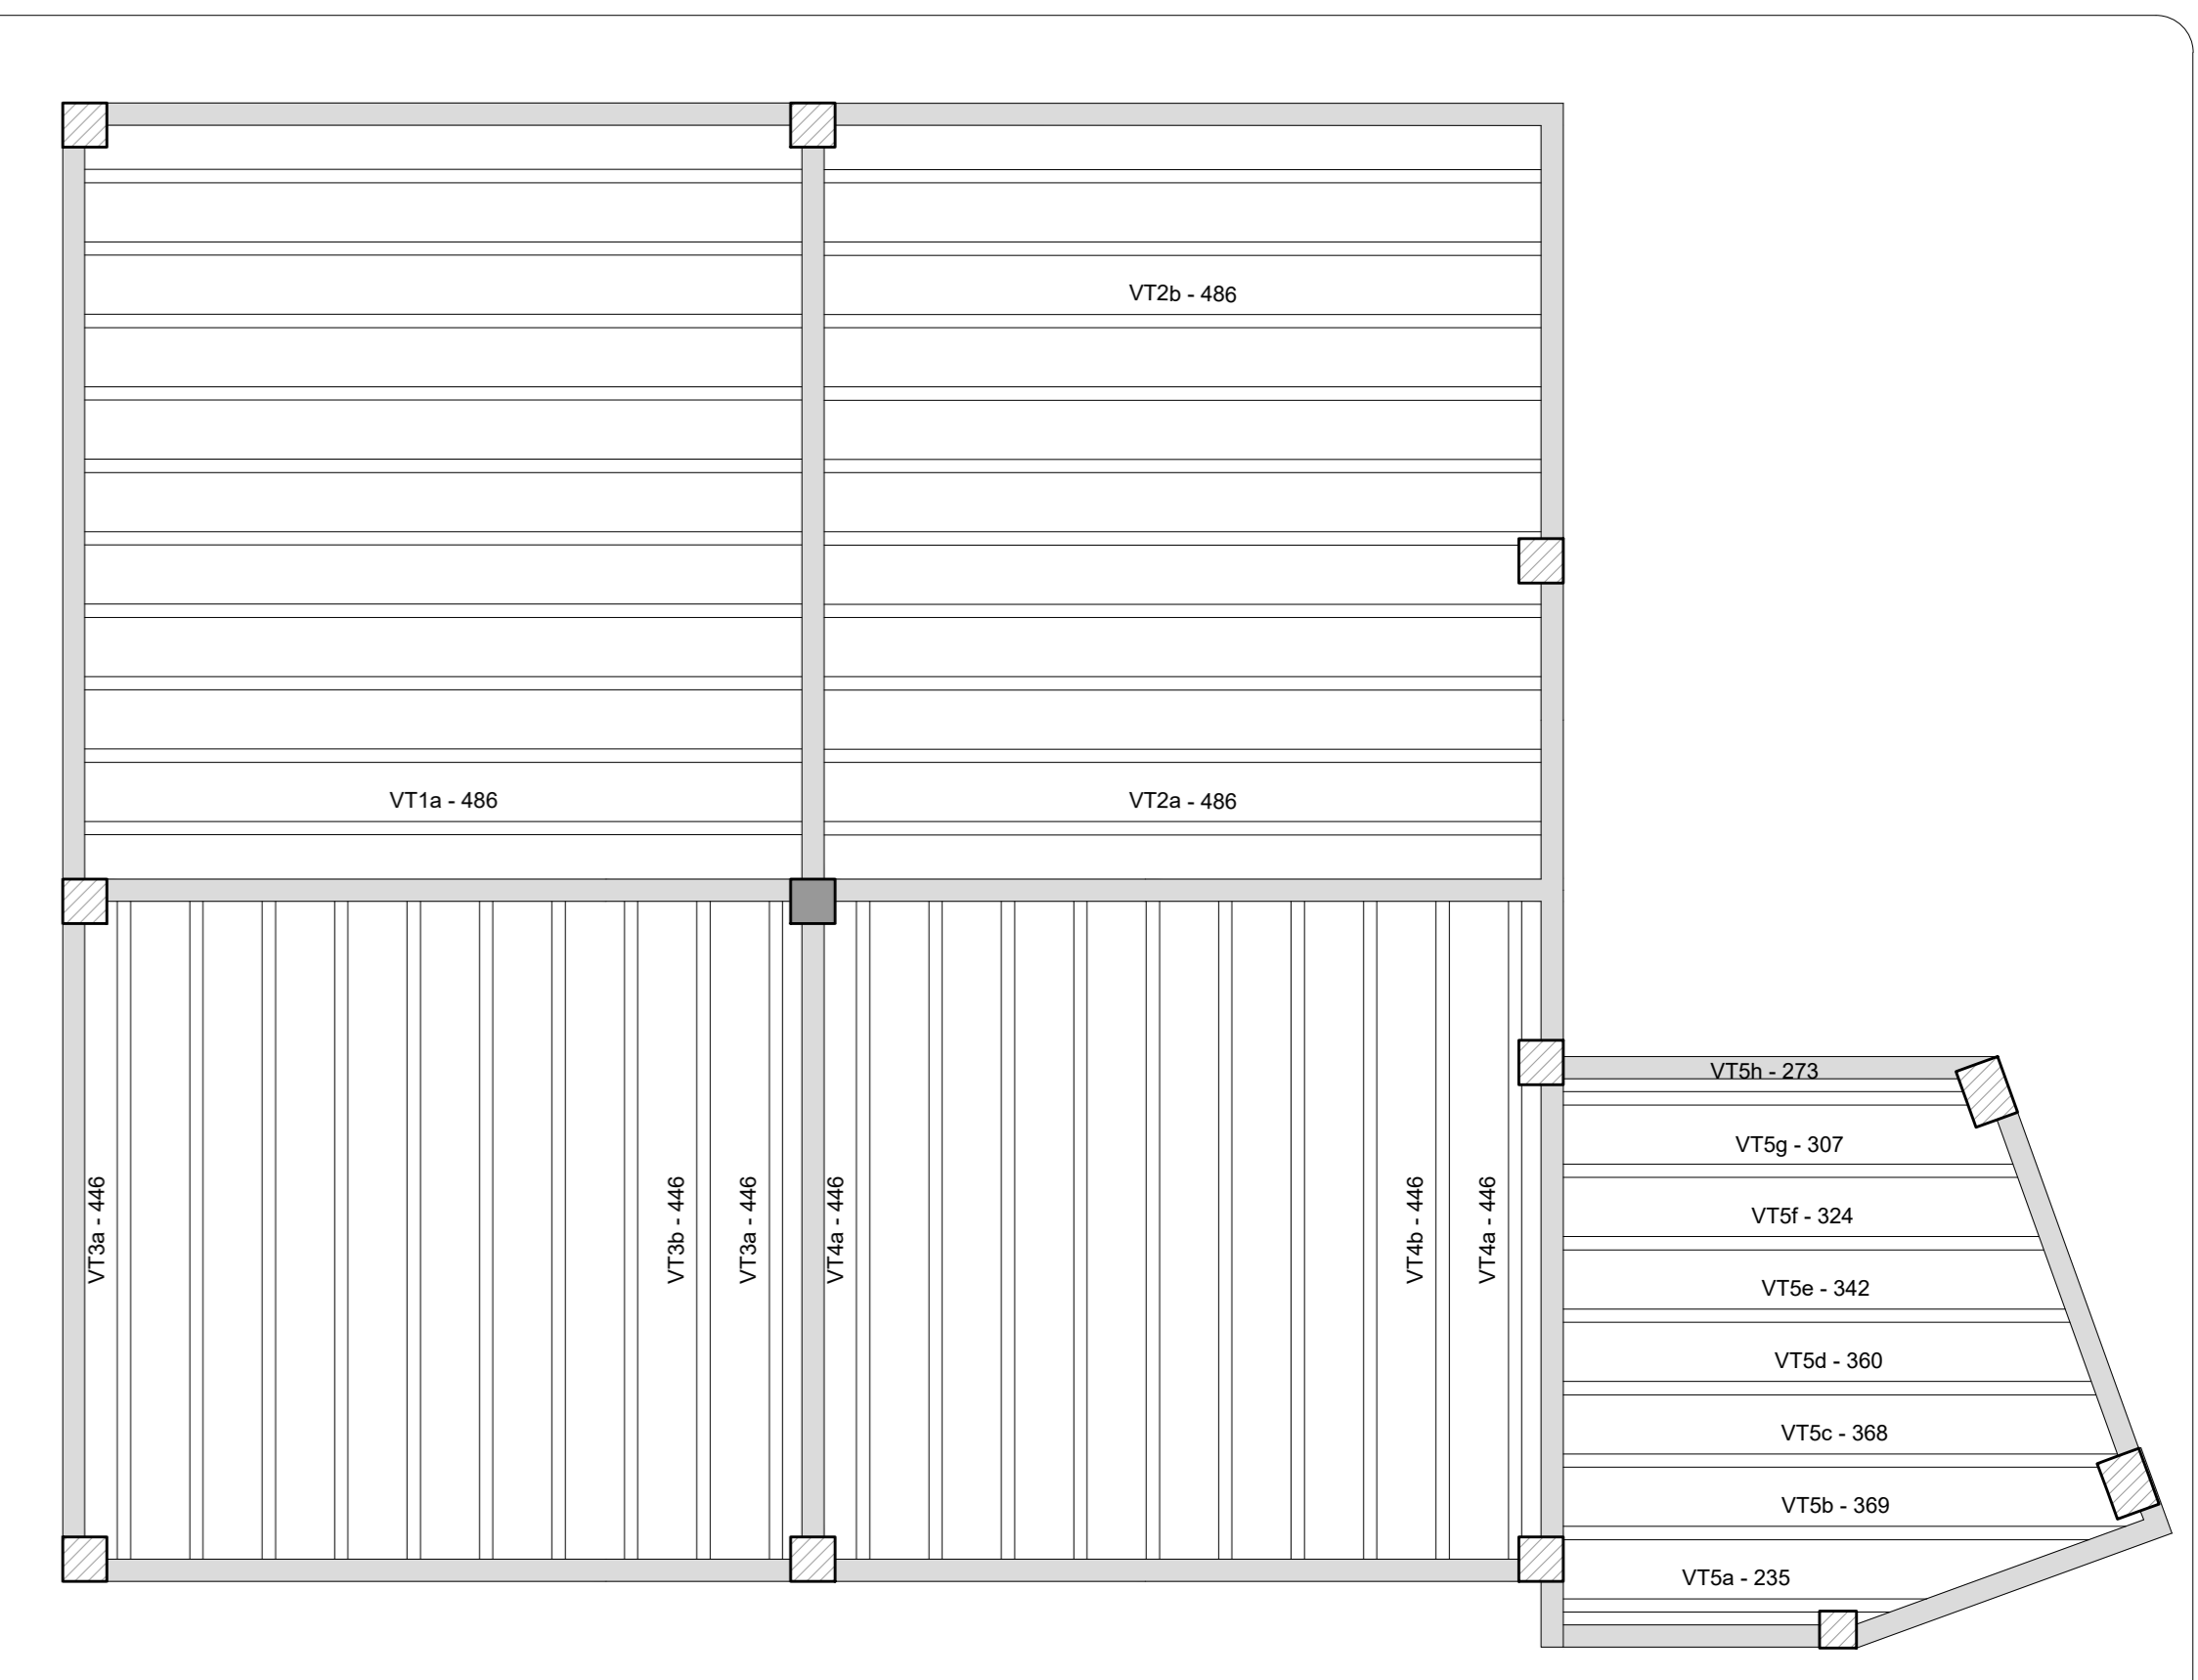 VT2b - 486
VT1a - 486
VT2a - 486
VT3a - 446
VT3b - 446
VT3a - 446
VT4a - 446
VT4b - 446
VT4a - 446
VT5h - 273
VT5g - 307
VT5f - 324
VT5e - 342
VT5d - 360
VT5c - 368
VT5b - 369
VT5a - 235